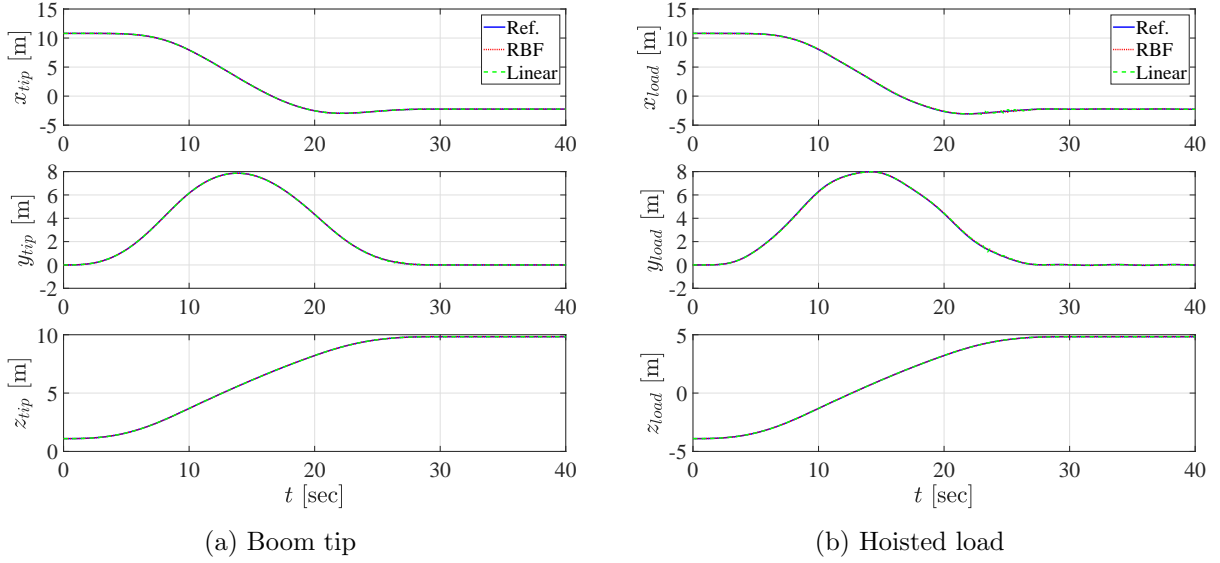 15
10
5
0
-5
x_tip [m]
Ref.
RBF
Linear
0 10 20 30 40
8
6
4
2
0
2
y_tip [m]
0 10 20 30 40
10
5
0
z_tip [m]
0 10 20 30 40
t [sec]
(a) Boom tip
15
10
5
0
-5
x_load [m]
Ref.
RBF
Linear
0 10 20 30 40
8
6
4
2
0
2
y_load [m]
0 10 20 30 40
5
0
-5
z_load [m]
0 10 20 30 40
t [sec]
(b) Hoisted load